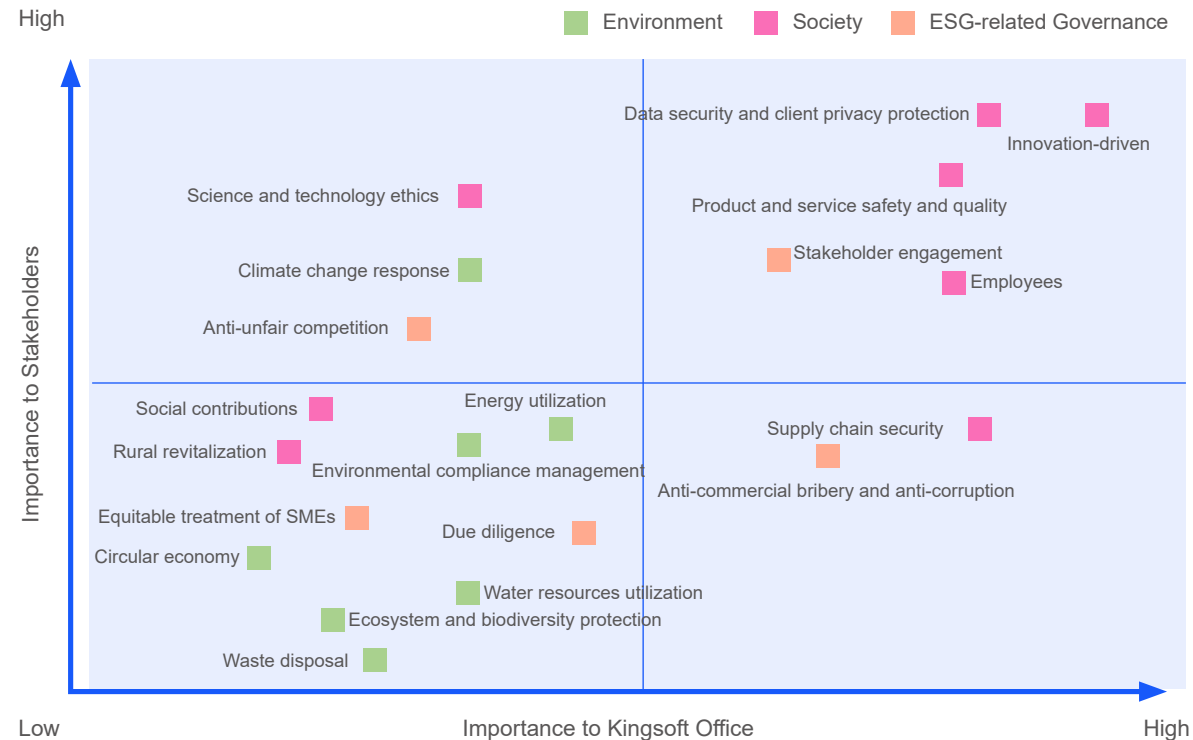 High
Environment
Society
ESG-related Governance
Data security and client privacy protection
Innovation-driven
Science and technology ethics
Product and service safety and quality
Stakeholder engagement
Climate change response
Employees
Anti-unfair competition
Importance to Stakeholders
Energy utilization
Social contributions
Supply chain security
Rural revitalization
Environmental compliance management
Anti-commercial bribery and anti-corruption
Equitable treatment of SMEs
Due diligence
Circular economy
Water resources utilization
Ecosystem and biodiversity protection
Waste disposal
Low
Importance to Kingsoft Office
High